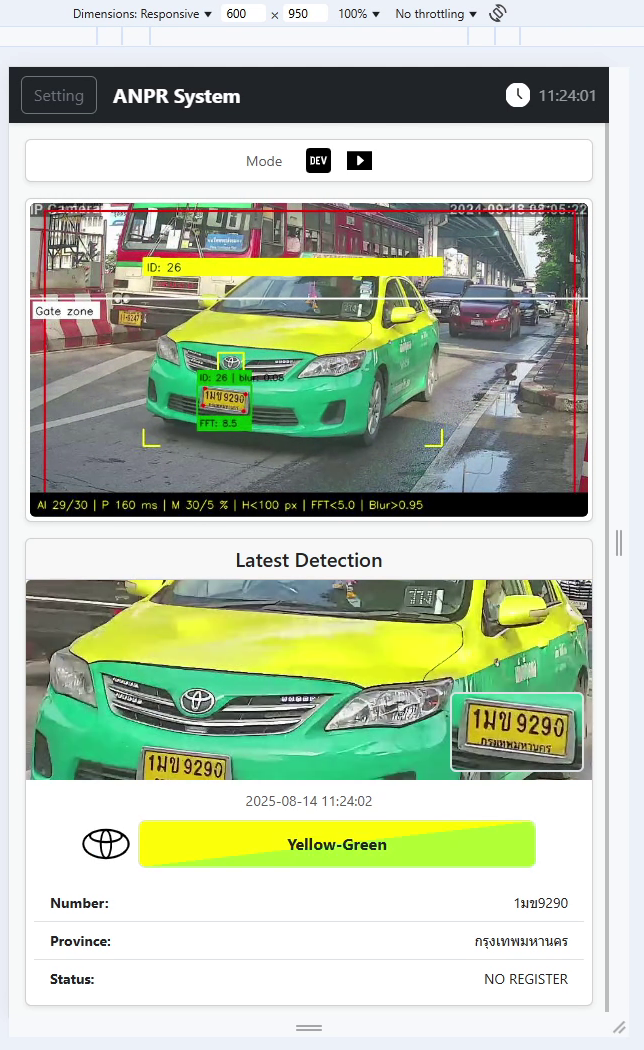 Dimensions: Responsive ▼ 600 × 950 100% ▼ No throttling ▼
Setting ANPR System 11:24:01
Mode DEV
IP Camera 2024-09-18 08:05:22
ID: 26
Gate zone
ID: 26 | blur: 0.05
1มข 9290
FFT: 8.5
AI 29/30 | P 160 ms | M 30/5 % | H<100 px | FFT<5.0 | Blur>0.95
Latest Detection
1มข 9290
กรุงเทพมหานคร
1มข 9290
2025-08-14 11:24:02
Yellow-Green
Number: 1มข9290
Province: กรุงเทพมหานคร
Status: NO REGISTER